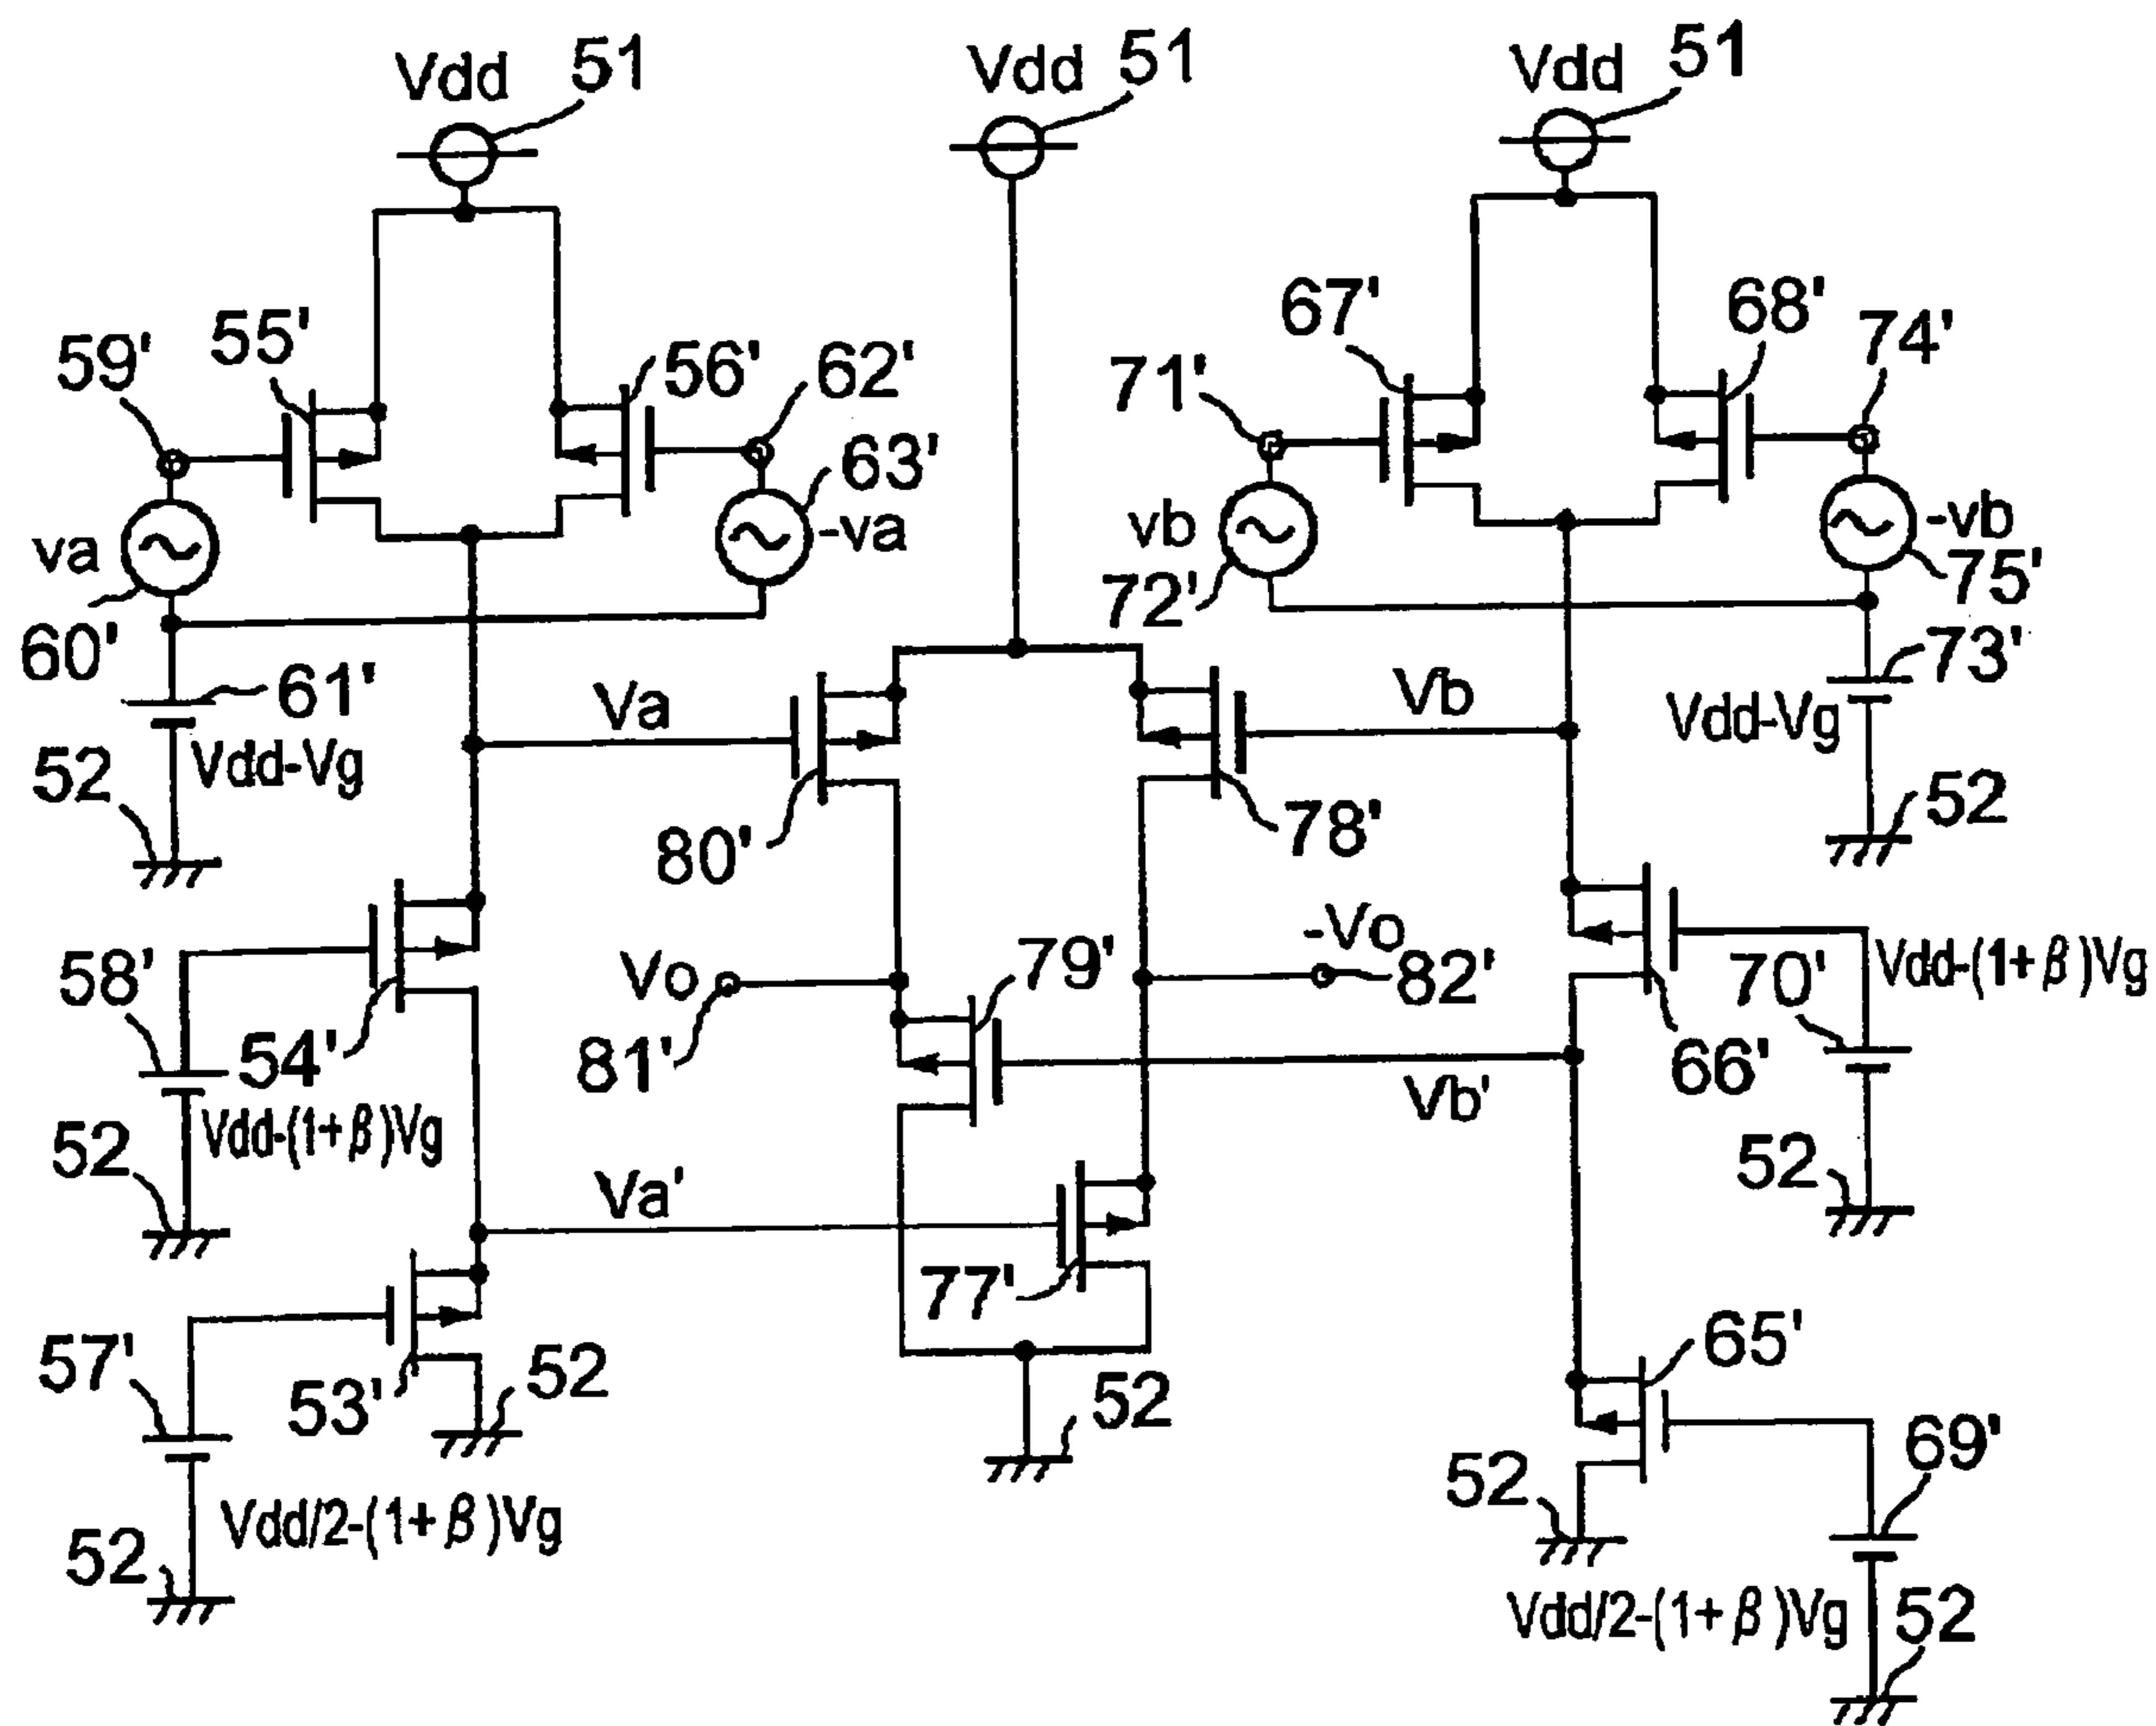 Vdd 51
Vdd 51
Vdd 51
59'
55'
56'
62'
63'
va
-va
60'
61'
52
Vdd-Vg
67'
68'
74'
71'
vb
72'
-vb
75'
73'
Vdd-Vg
52
Va
Vb
80'
78'
58'
54'
Vdd-(1+β)Vg
52
Vo
81'
79'
-Vo
82'
70'
Vdd-(1+β)Vg
66'
Vb'
52
Va'
77'
57'
53'
52
52
Vdd/2-(1+β)Vg
52
65'
69'
52
Vdd/2-(1+β)Vg
52